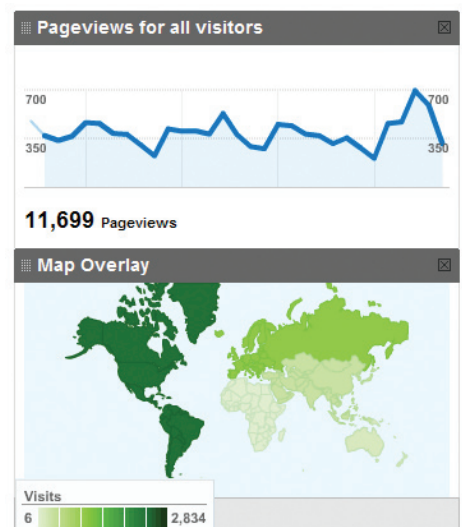 Pageviews for all visitors
700 700
350 350
11,699 Pageviews
Map Overlay
Visits
6 2,834